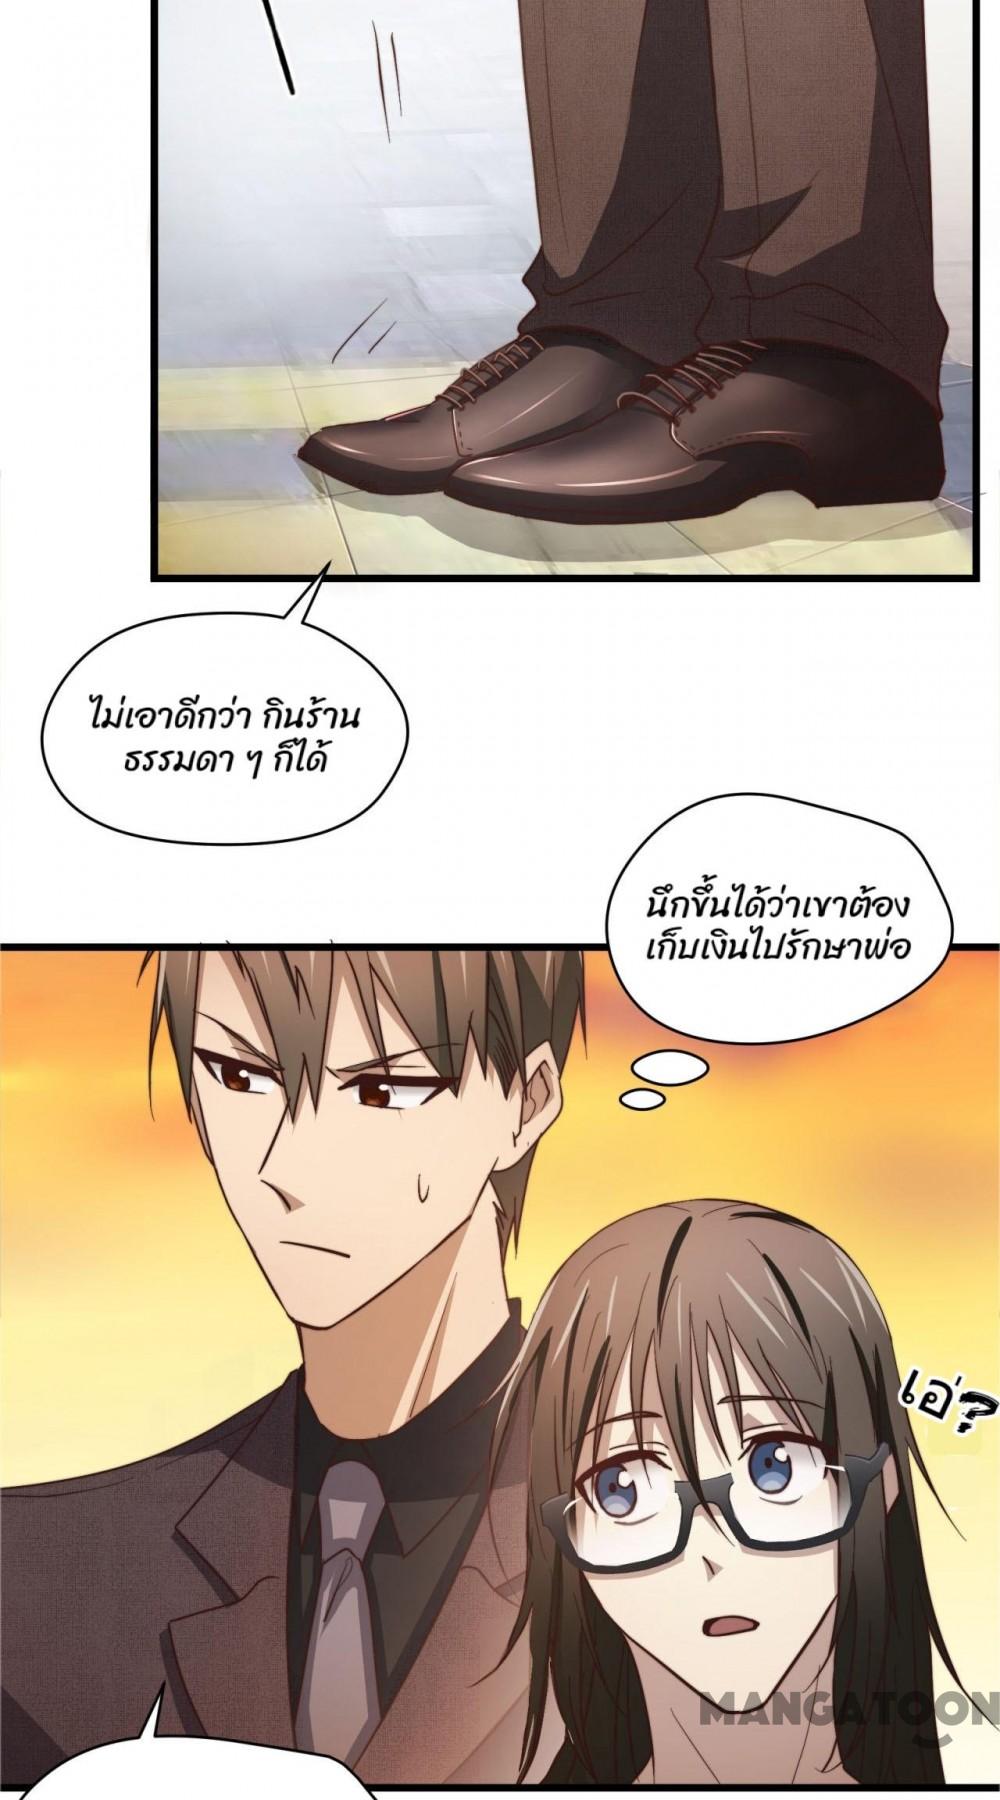 ไม่เอาดีกว่า กินร้าน
ธรรมดา ๆ ก็ได้
นึกขึ้นได้ว่าเขาต้อง
เก็บเงินไปรักษาพ่อ
เอ่?
MANGATOON